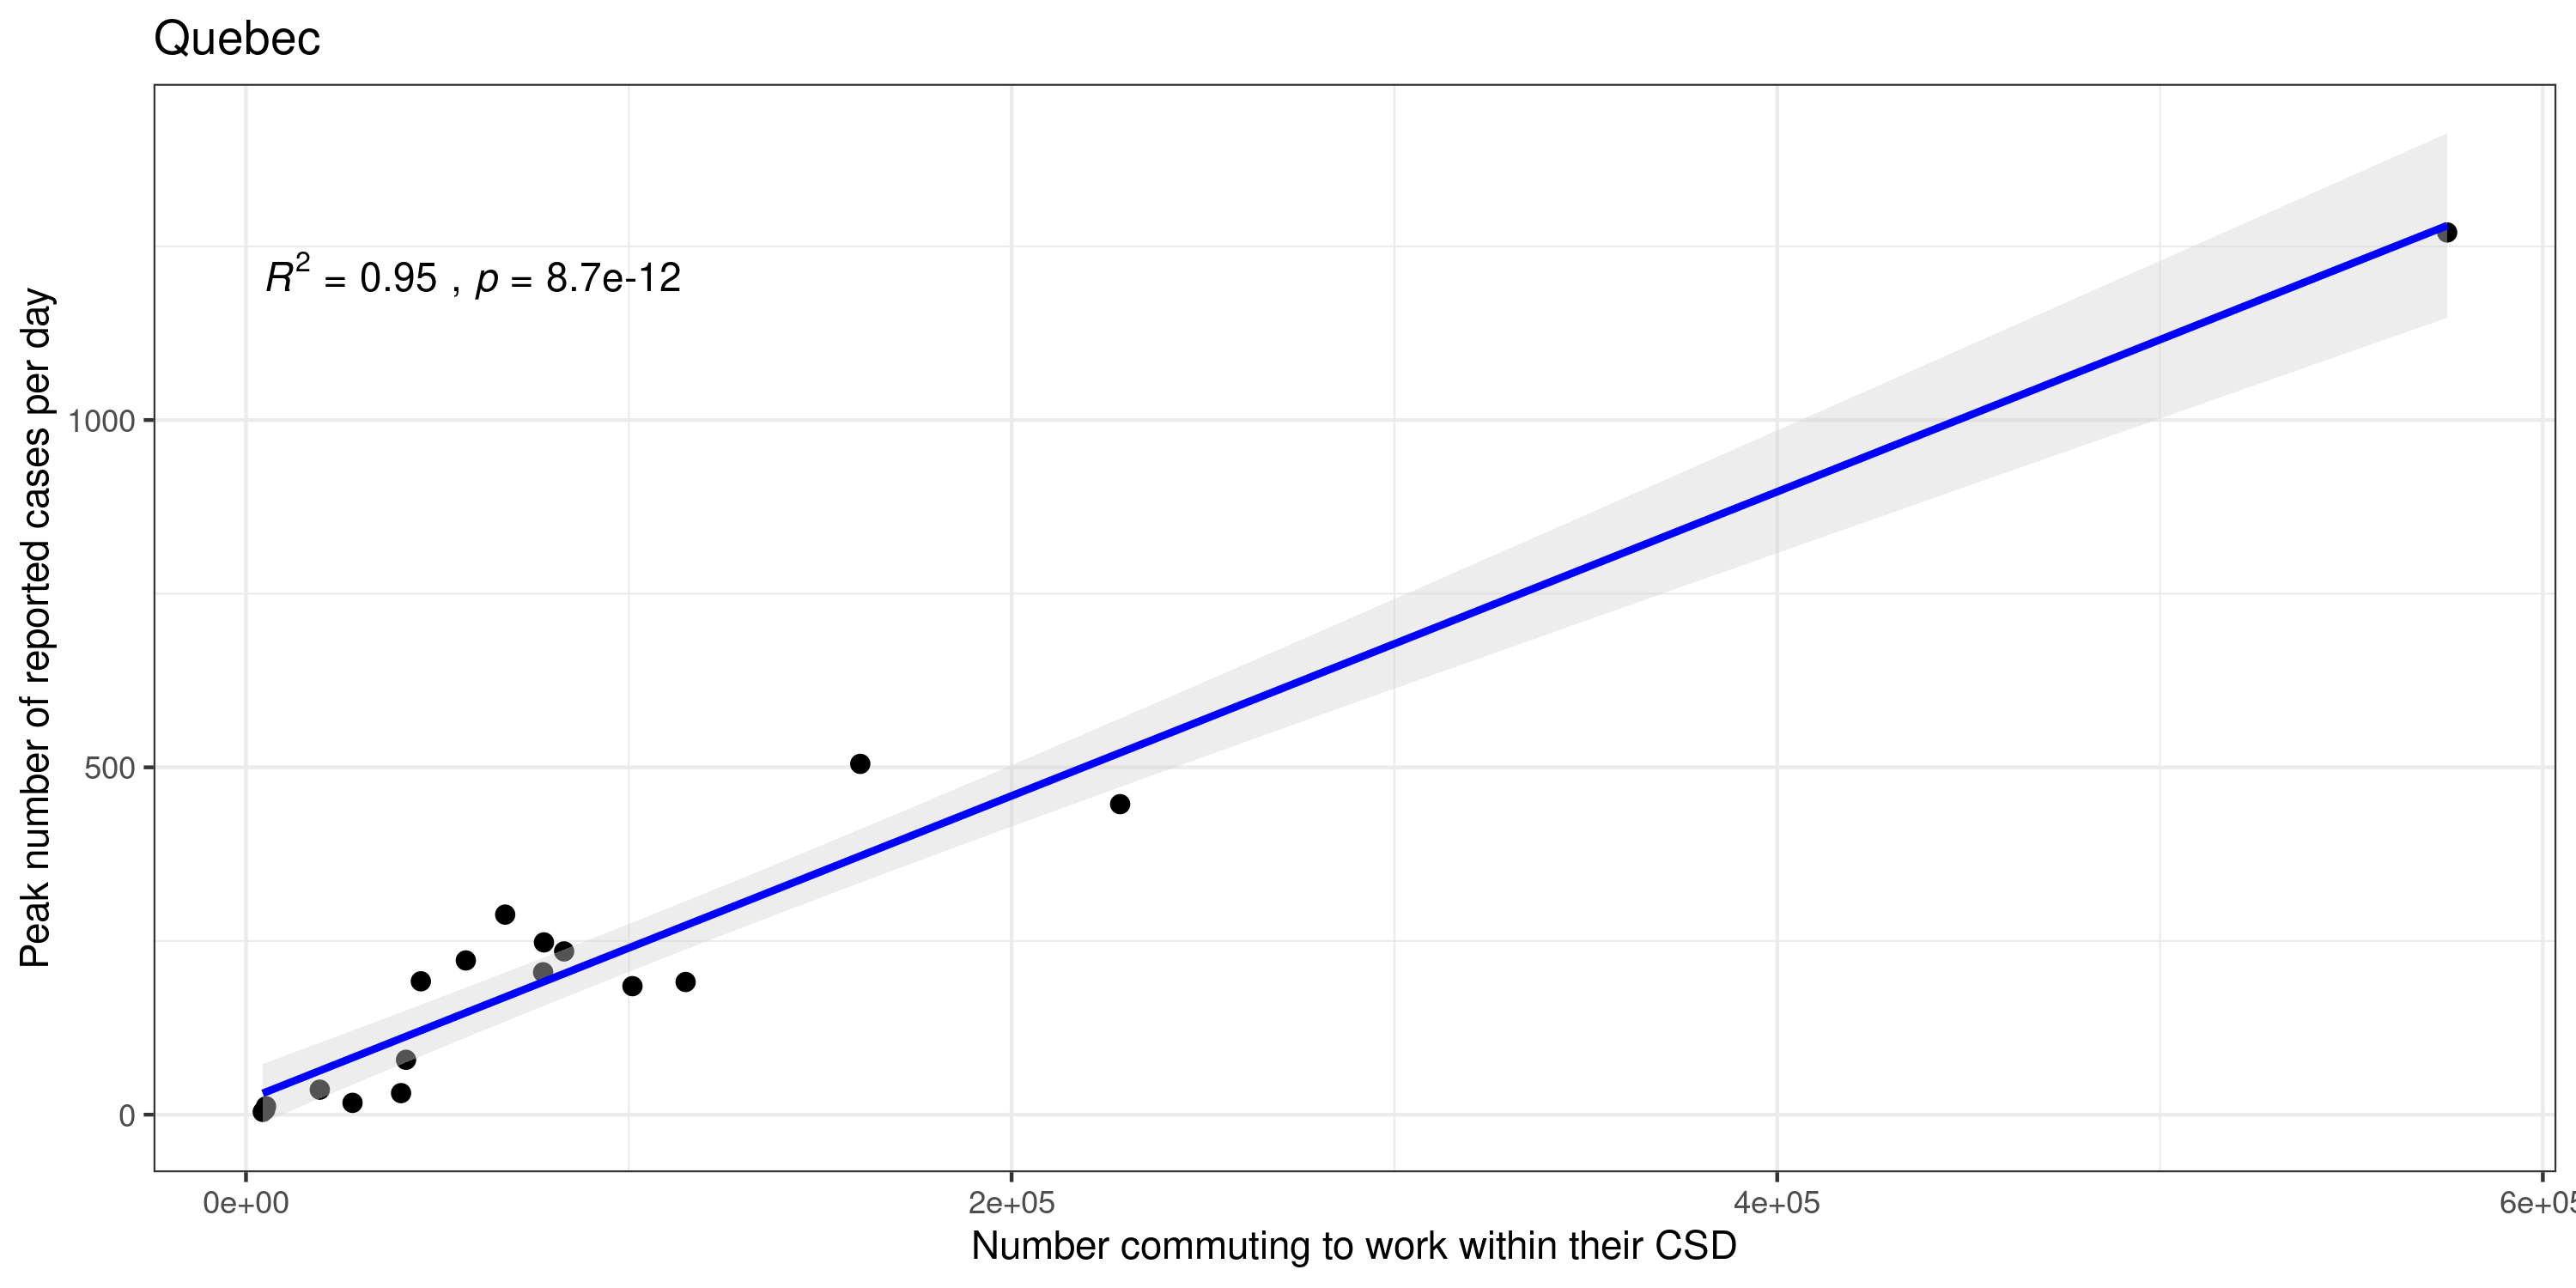 Quebec
R² = 0.95 , p = 8.7e-12
Peak number of reported cases per day
1000
500
0
0e+00 2e+05 4e+05 6e+05
Number commuting to work within their CSD